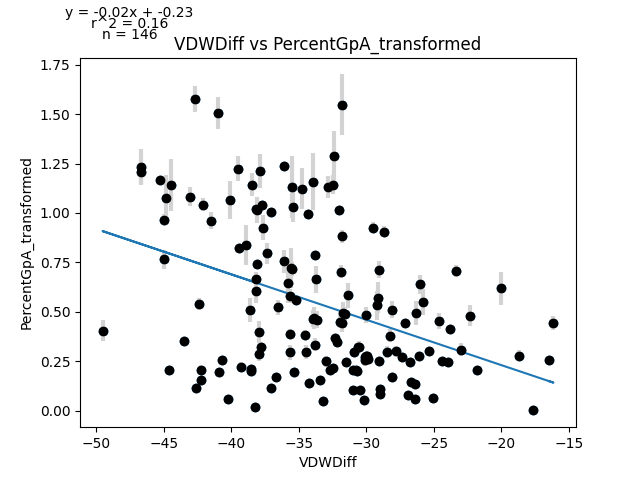 y = -0.02x + -0.23
r^2 = 0.16
n = 146
VDWDiff vs PercentGpA_transformed
PercentGpA_transformed
1.75
1.50
1.25
1.00
0.75
0.50
0.25
0.00
−50 −45 −40 −35 −30 −25 −20 −15
VDWDiff